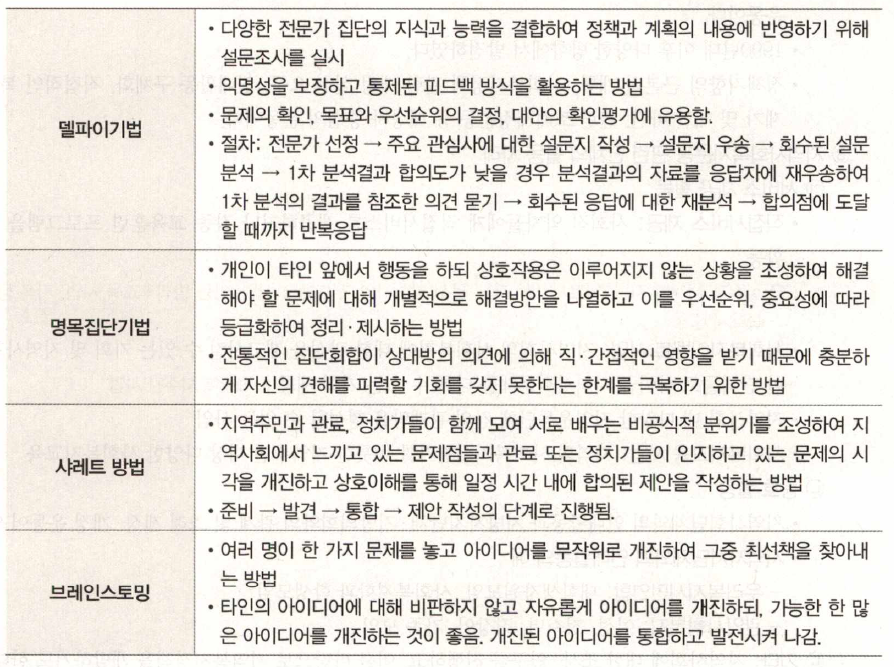 델파이기법
• 다양한 전문가 집단의 지식과 능력을 결합하여 정책과 계획의 내용에 반영하기 위해
설문조사를 실시
• 익명성을 보장하고 통제된 피드백 방식을 활용하는 방법
• 문제의 확인, 목표와 우선순위의 결정, 대안의 확인평가에 유용함.
• 절차: 전문가 선정 → 주요 관심사에 대한 설문지 작성 → 설문지 우송 → 회수된 설문
분석 → 1차 분석결과 합의도가 낮을 경우 분석결과의 자료를 응답자에 재우송하여
1차 분석의 결과를 참조한 의견 묻기 → 회수된 응답에 대한 재분석 → 합의점에 도달
할 때까지 반복응답
명목집단기법
• 개인이 타인 앞에서 행동을 하되 상호작용은 이루어지지 않는 상황을 조성하여 해결
해야 할 문제에 대해 개별적으로 해결방안을 나열하고 이를 우선순위, 중요성에 따라
등급화하여 정리·제시하는 방법
• 전통적인 집단회합이 상대방의 의견에 의해 직·간접적인 영향을 받기 때문에 충분하
게 자신의 견해를 피력할 기회를 갖지 못한다는 한계를 극복하기 위한 방법
샤레트 방법
• 지역주민과 관료, 정치가들이 함께 모여 서로 배우는 비공식적 분위기를 조성하여 지
역사회에서 느끼고 있는 문제점들과 관료 또는 정치가들이 인지하고 있는 문제의 시
각을 개진하고 상호이해를 통해 일정 시간 내에 합의된 제안을 작성하는 방법
• 준비 → 발견 → 통합 → 제안 작성의 단계로 진행됨.
브레인스토밍
• 여러 명이 한 가지 문제를 놓고 아이디어를 무작위로 개진하여 그중 최선책을 찾아내
는 방법
• 타인의 아이디어에 대해 비판하지 않고 자유롭게 아이디어를 개진하되, 가능한 한 많
은 아이디어를 개진하는 것이 좋음. 개진된 아이디어를 통합하고 발전시켜 나감.